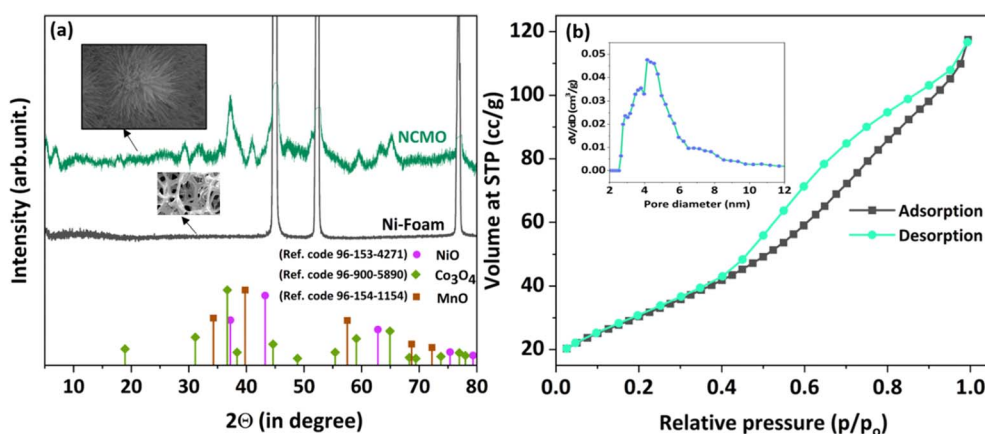 (a)
NCMO
Ni-Foam
(Ref. code 96-153-4271) NiO
(Ref. code 96-900-5890) Co₃O₄
(Ref. code 96-154-1154) MnO
Intensity (arb.unit.)
10 20 30 40 50 60 70 80
2Θ (in degree)
(b)
120
100
80
60
40
20
Volume at STP (cc/g)
0.05
0.04
0.03
0.02
0.01
0.00
dV/dD(cm³/g)
2 4 6 8 10 12
Pore diameter (nm)
Adsorption
Desorption
0.0 0.2 0.4 0.6 0.8 1.0
Relative pressure (p/pₒ)